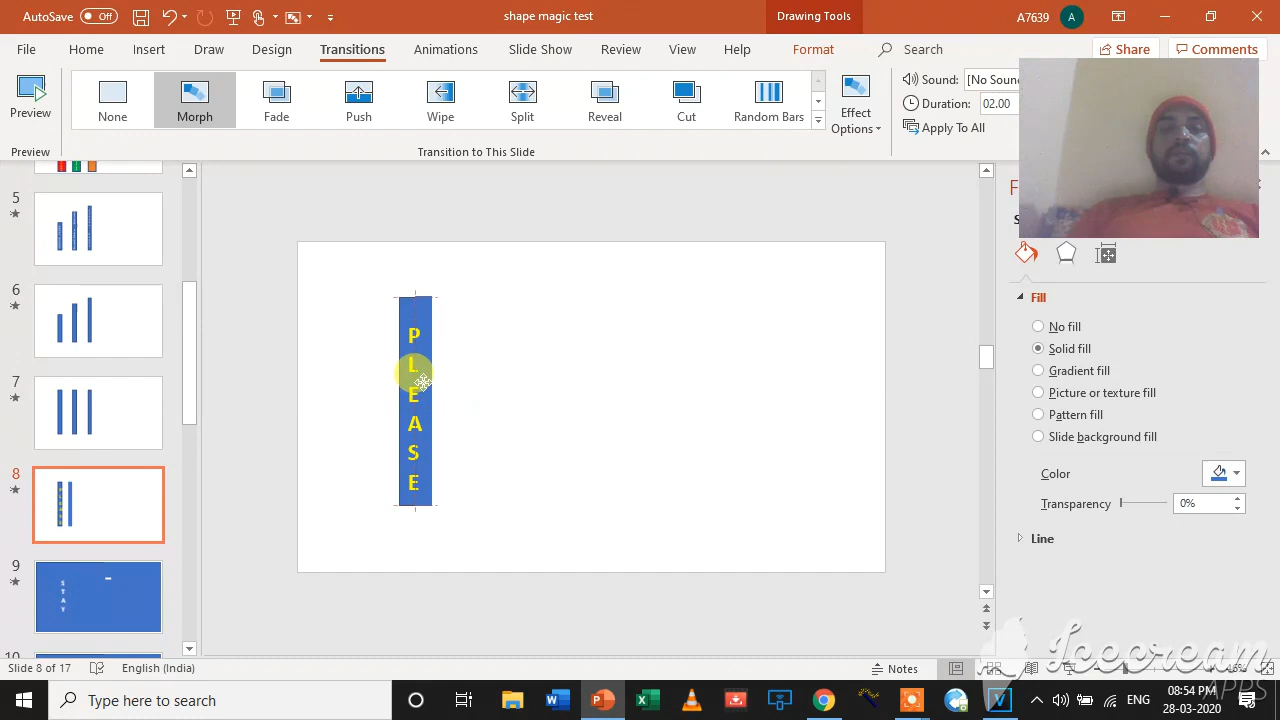 AutoSave Off
shape magic test
Drawing Tools
A7639
A
File Home Insert Draw Design Transitions Animations Slide Show Review View Help Format Search Share Comments
Preview
None Morph Fade Push Wipe Split Reveal Cut Random Bars
Effect Options
Sound: [No Soun
Duration: 02.00
Apply To All
Preview
Transition to This Slide
5
6
7
8
9
S
T
A
Y
10
P
L
E
A
S
E
Fill
No fill
Solid fill
Gradient fill
Picture or texture fill
Pattern fill
Slide background fill
Color
Transparency 0%
Line
Slide 8 of 17
English (India)
Notes
Icecream
APPS
Type here to search
ENG
08:54 PM
28-03-2020